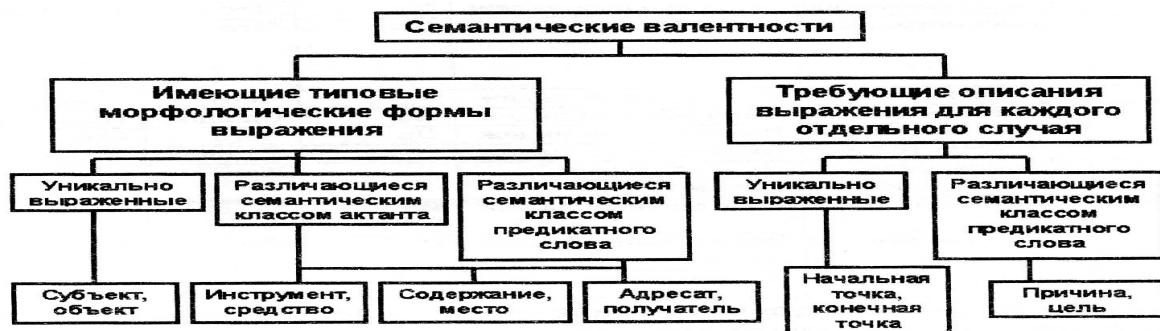 Семантические валентности
Имеющие типовые
морфологические формы
выражения
Требующие описания
выражения для каждого
отдельного случая
Уникально
выраженные
Различающиеся
семантическим
классом актанта
Различающиеся
семантическим
классом
предикатного
слова
Уникально
выраженные
Различающиеся
семантическим
классом
предикатного
слова
Субъект,
объект
Инструмент,
средство
Содержание,
место
Адресат,
получатель
Начальная
точка,
конечная
точка
Причина,
цель